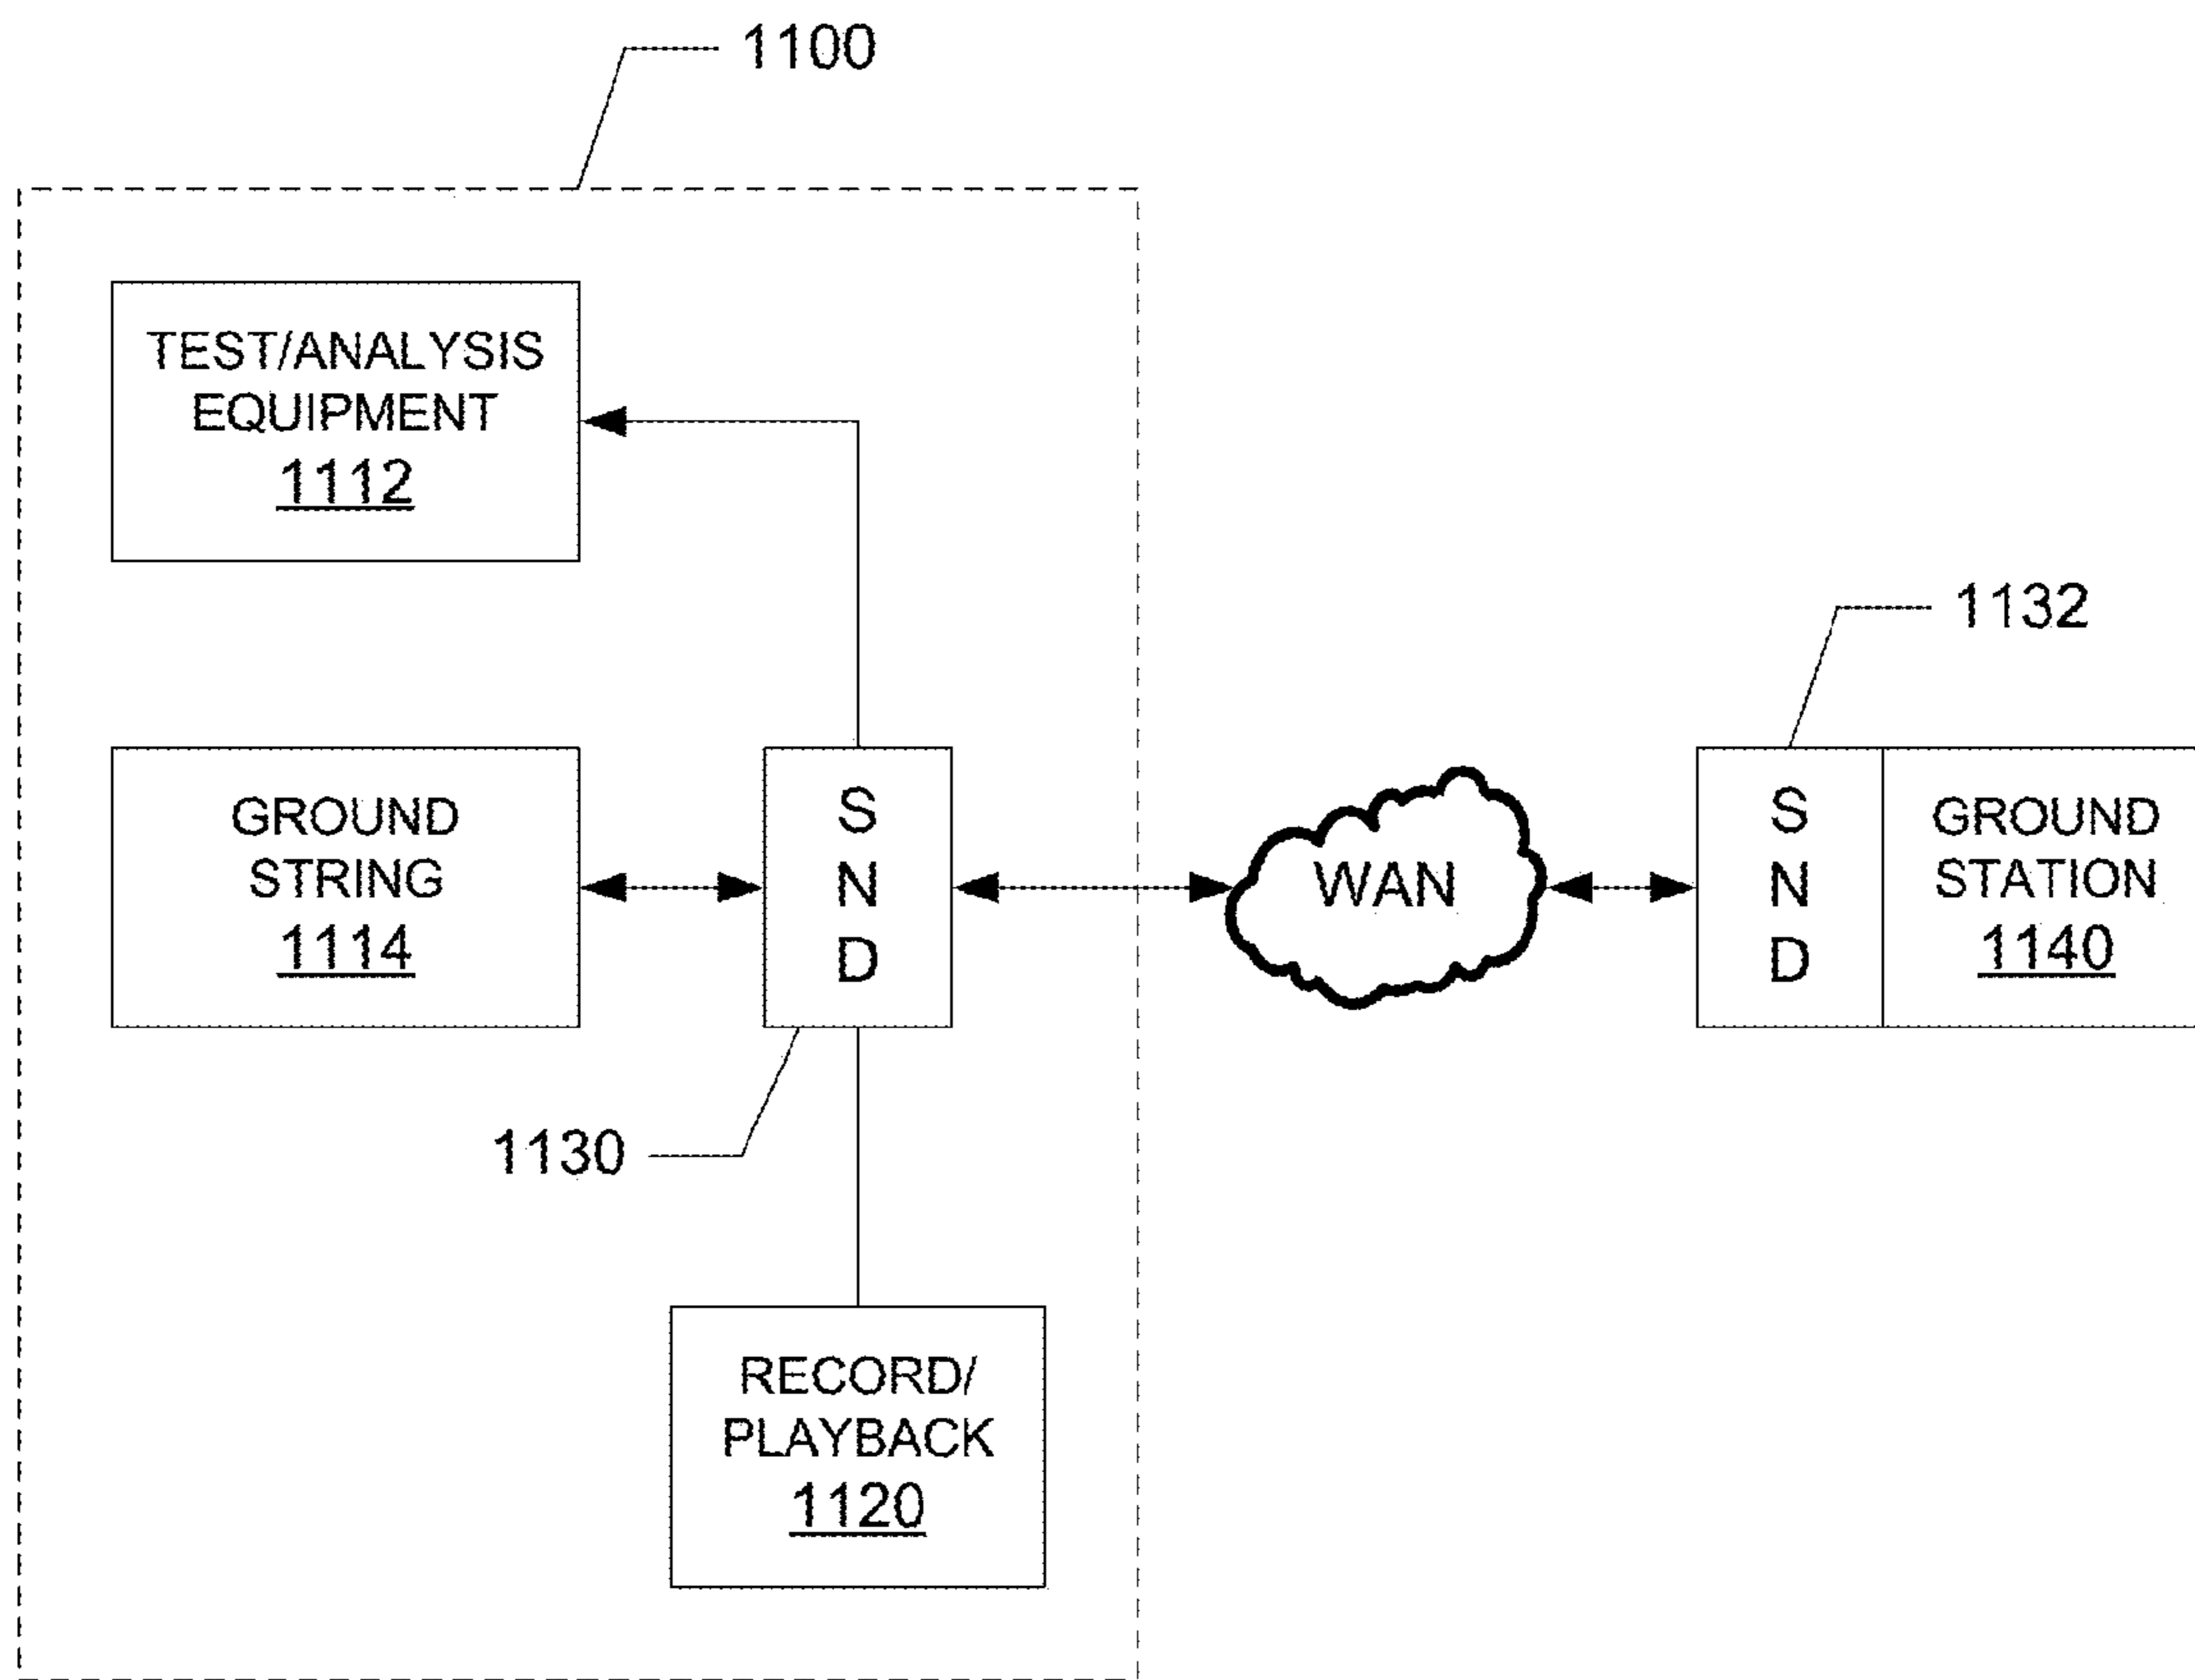 1100
TEST/ANALYSIS
EQUIPMENT
1112
1132
GROUND
STRING
1114
S
N
D
WAN
S
N
D
GROUND
STATION
1140
1130
RECORD/
PLAYBACK
1120